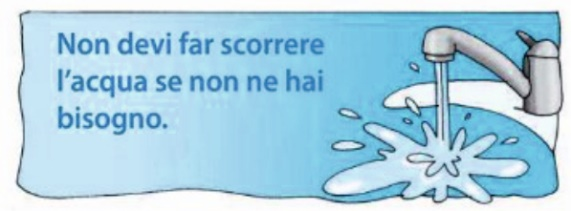 Non devi far scorrere
l'acqua se non ne hai
bisogno.